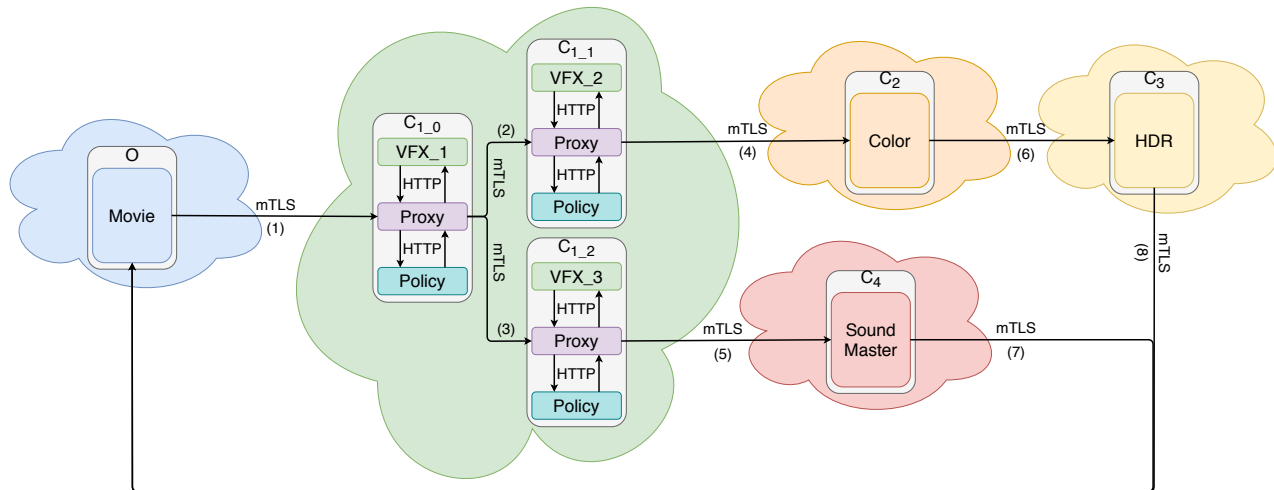 O
Movie
mTLS
(1)
C1_0
VFX_1
HTTP
Proxy
HTTP
Policy
(2)
mTLS
mTLS
(3)
C1_1
VFX_2
HTTP
Proxy
HTTP
Policy
C1_2
VFX_3
HTTP
Proxy
HTTP
Policy
mTLS
(4)
C2
Color
mTLS
(6)
C3
HDR
mTLS
(8)
mTLS
(5)
C4
Sound
Master
mTLS
(7)